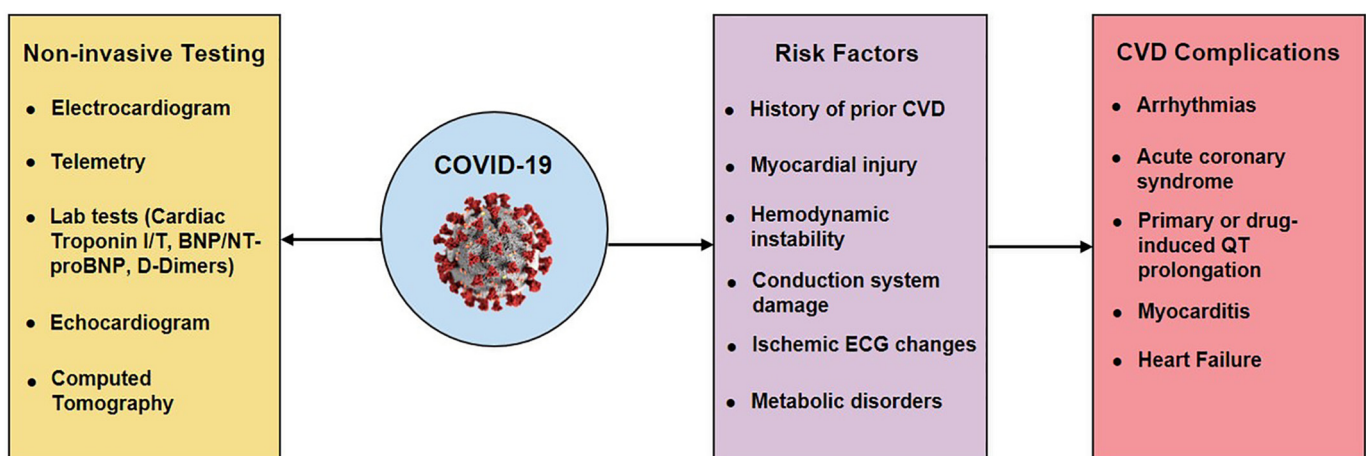 Non-invasive Testing
• Electrocardiogram
• Telemetry
• Lab tests (Cardiac
Troponin I/T, BNP/NT-
proBNP, D-Dimers)
• Echocardiogram
• Computed
Tomography
COVID-19
Risk Factors
• History of prior CVD
• Myocardial injury
• Hemodynamic
instability
• Conduction system
damage
• Ischemic ECG changes
• Metabolic disorders
CVD Complications
• Arrhythmias
• Acute coronary
syndrome
• Primary or drug-
induced QT
prolongation
• Myocarditis
• Heart Failure